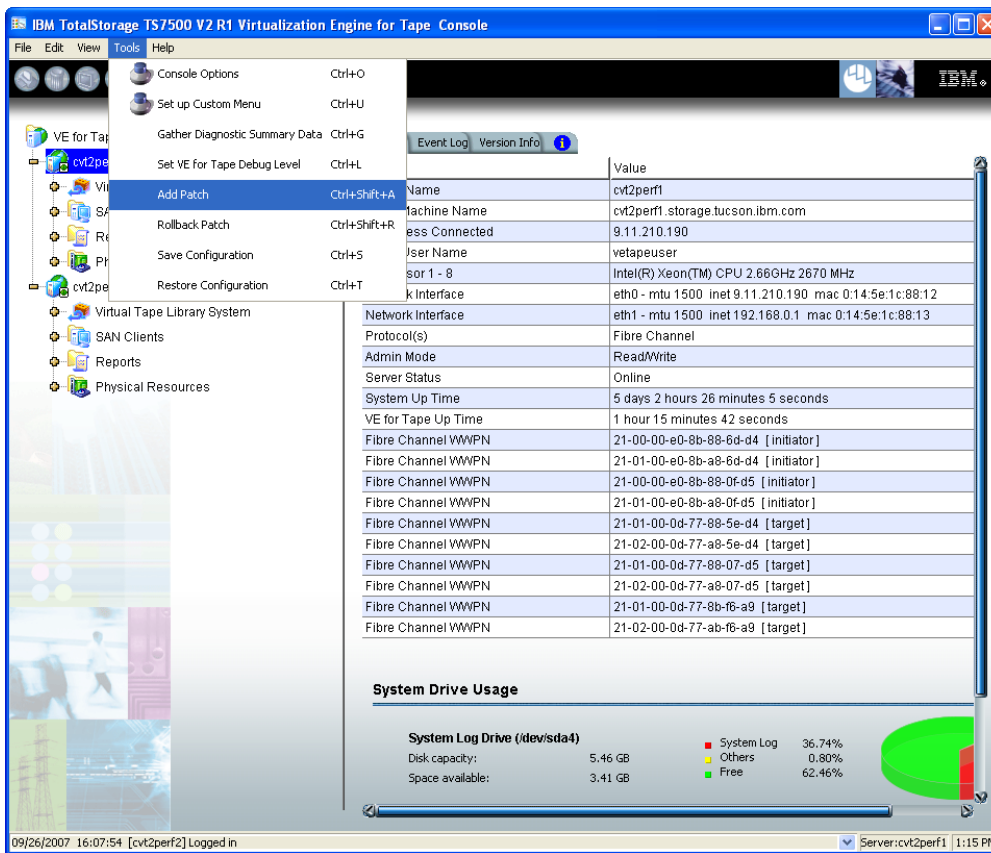 IBM TotalStorage TS7500 V2 R1 Virtualization Engine for Tape Console
File Edit View Tools Help
IBM
Console Options Ctrl+O
Set up Custom Menu Ctrl+U
Gather Diagnostic Summary Data Ctrl+G
Set VE for Tape Debug Level Ctrl+L
Add Patch Ctrl+Shift+A
Rollback Patch Ctrl+Shift+R
Save Configuration Ctrl+S
Restore Configuration Ctrl+T
VE for Tap
cvt2pe
Vi
SA
Re
Ph
cvt2pe
Virtual Tape Library System
SAN Clients
Reports
Physical Resources
Event Log Version Info i
Value
Name cvt2perf1
Machine Name cvt2perf1.storage.tucson.ibm.com
ess Connected 9.11.210.190
User Name vetapeuser
sor 1 - 8 Intel(R) Xeon(TM) CPU 2.66GHz 2670 MHz
k Interface eth0 - mtu 1500 inet 9.11.210.190 mac 0:14:5e:1c:88:12
Network Interface eth1 - mtu 1500 inet 192.168.0.1 mac 0:14:5e:1c:88:13
Protocol(s) Fibre Channel
Admin Mode Read/Write
Server Status Online
System Up Time 5 days 2 hours 26 minutes 5 seconds
VE for Tape Up Time 1 hour 15 minutes 42 seconds
Fibre Channel WWPN 21-00-00-e0-8b-88-6d-d4 [initiator]
Fibre Channel WWPN 21-01-00-e0-8b-a8-6d-d4 [initiator]
Fibre Channel WWPN 21-00-00-e0-8b-88-0f-d5 [initiator]
Fibre Channel WWPN 21-01-00-e0-8b-a8-0f-d5 [initiator]
Fibre Channel WWPN 21-01-00-0d-77-88-5e-d4 [target]
Fibre Channel WWPN 21-02-00-0d-77-a8-5e-d4 [target]
Fibre Channel WWPN 21-01-00-0d-77-88-07-d5 [target]
Fibre Channel WWPN 21-02-00-0d-77-a8-07-d5 [target]
Fibre Channel WWPN 21-01-00-0d-77-8b-f6-a9 [target]
Fibre Channel WWPN 21-02-00-0d-77-ab-f6-a9 [target]
System Drive Usage
System Log Drive (/dev/sda4)
Disk capacity: 5.46 GB
Space available: 3.41 GB
System Log 36.74%
Others 0.80%
Free 62.46%
09/26/2007 16:07:54 [cvt2perf2] Logged in
Server:cvt2perf1 1:15 PM